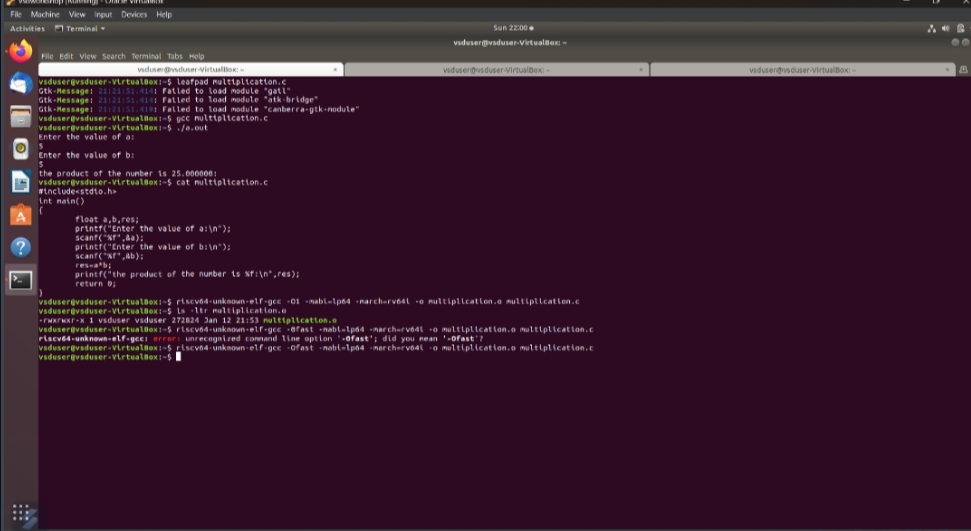 vsdworkshop [Running] - Oracle VirtualBox
File Machine View Input Devices Help
Activities Terminal Sun 22:00
vsduser@vsduser-VirtualBox: ~
File Edit View Search Terminal Tabs Help
vsduser@vsduser-VirtualBox: ~ × vsduser@vsduser-VirtualBox: ~ × vsduser@vsduser-VirtualBox: ~ ×
vsduser@vsduser-VirtualBox:~$ leafpad multiplication.c
Gtk-Message: 21:21:51.414: Failed to load module "gail"
Gtk-Message: 21:21:51.414: Failed to load module "atk-bridge"
Gtk-Message: 21:21:51.419: Failed to load module "canberra-gtk-module"
vsduser@vsduser-VirtualBox:~$ gcc multiplication.c
vsduser@vsduser-VirtualBox:~$ ./a.out
Enter the value of a:
5
Enter the value of b:
5
the product of the number is 25.000000:
vsduser@vsduser-VirtualBox:~$ cat multiplication.c
#include<stdio.h>
int main()
{
float a,b,res;
printf("Enter the value of a:\n");
scanf("%f",&a);
printf("Enter the value of b:\n");
scanf("%f",&b);
res=a*b;
printf("the product of the number is %f:\n",res);
return 0;
}
vsduser@vsduser-VirtualBox:~$ riscv64-unknown-elf-gcc -O1 -mabi=lp64 -march=rv64i -o multiplication.o multiplication.c
vsduser@vsduser-VirtualBox:~$ ls -ltr multiplication.o
-rwxrwxr-x 1 vsduser vsduser 272824 Jan 12 21:53 multiplication.o
vsduser@vsduser-VirtualBox:~$ riscv64-unknown-elf-gcc -0fast -mabi=lp64 -march=rv64i -o multiplication.o multiplication.c
riscv64-unknown-elf-gcc: error: unrecognized command line option '-0fast'; did you mean '-Ofast'?
vsduser@vsduser-VirtualBox:~$ riscv64-unknown-elf-gcc -Ofast -mabi=lp64 -march=rv64i -o multiplication.o multiplication.c
vsduser@vsduser-VirtualBox:~$